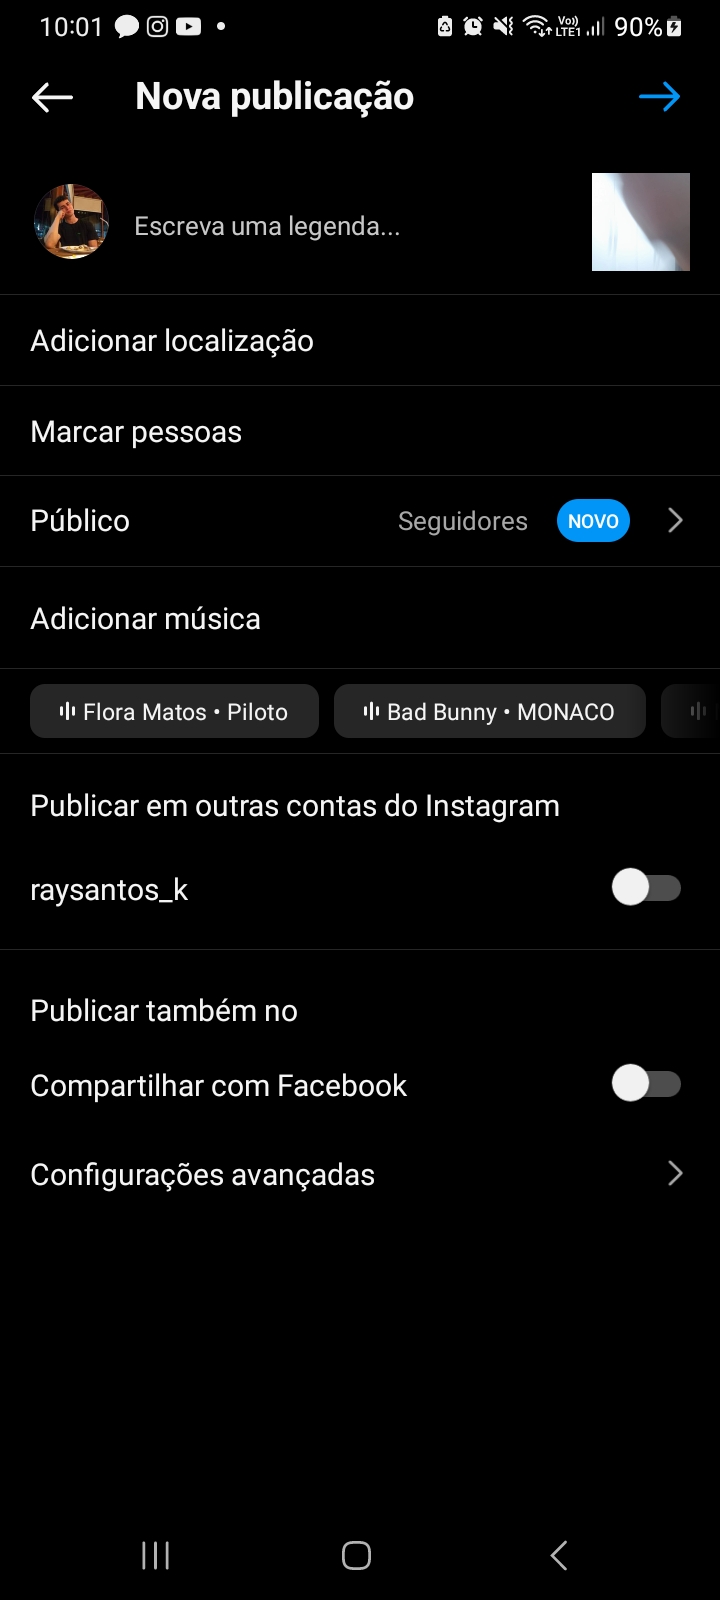 10:01 Vo)) LTE1 90%
Nova publicação
Escreva uma legenda...
Adicionar localização
Marcar pessoas
Público Seguidores NOVO
Adicionar música
Flora Matos • Piloto Bad Bunny • MONACO
Publicar em outras contas do Instagram
raysantos_k
Publicar também no
Compartilhar com Facebook
Configurações avançadas